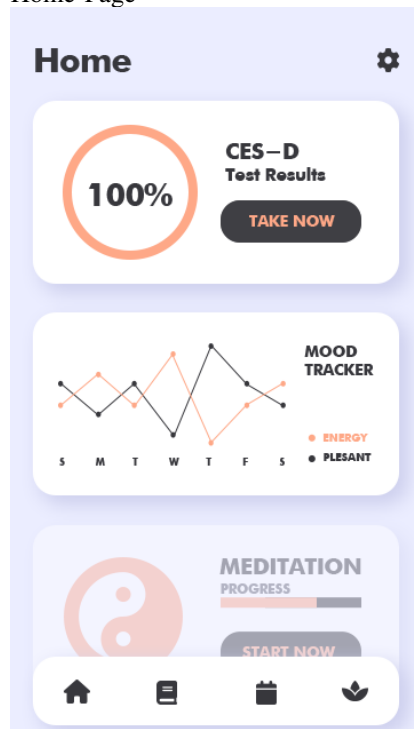 Home Page
Home
100%
CES–D
Test Results
TAKE NOW
MOOD
TRACKER
ENERGY
PLESANT
S M T W T F S
MEDITATION
PROGRESS
START NOW